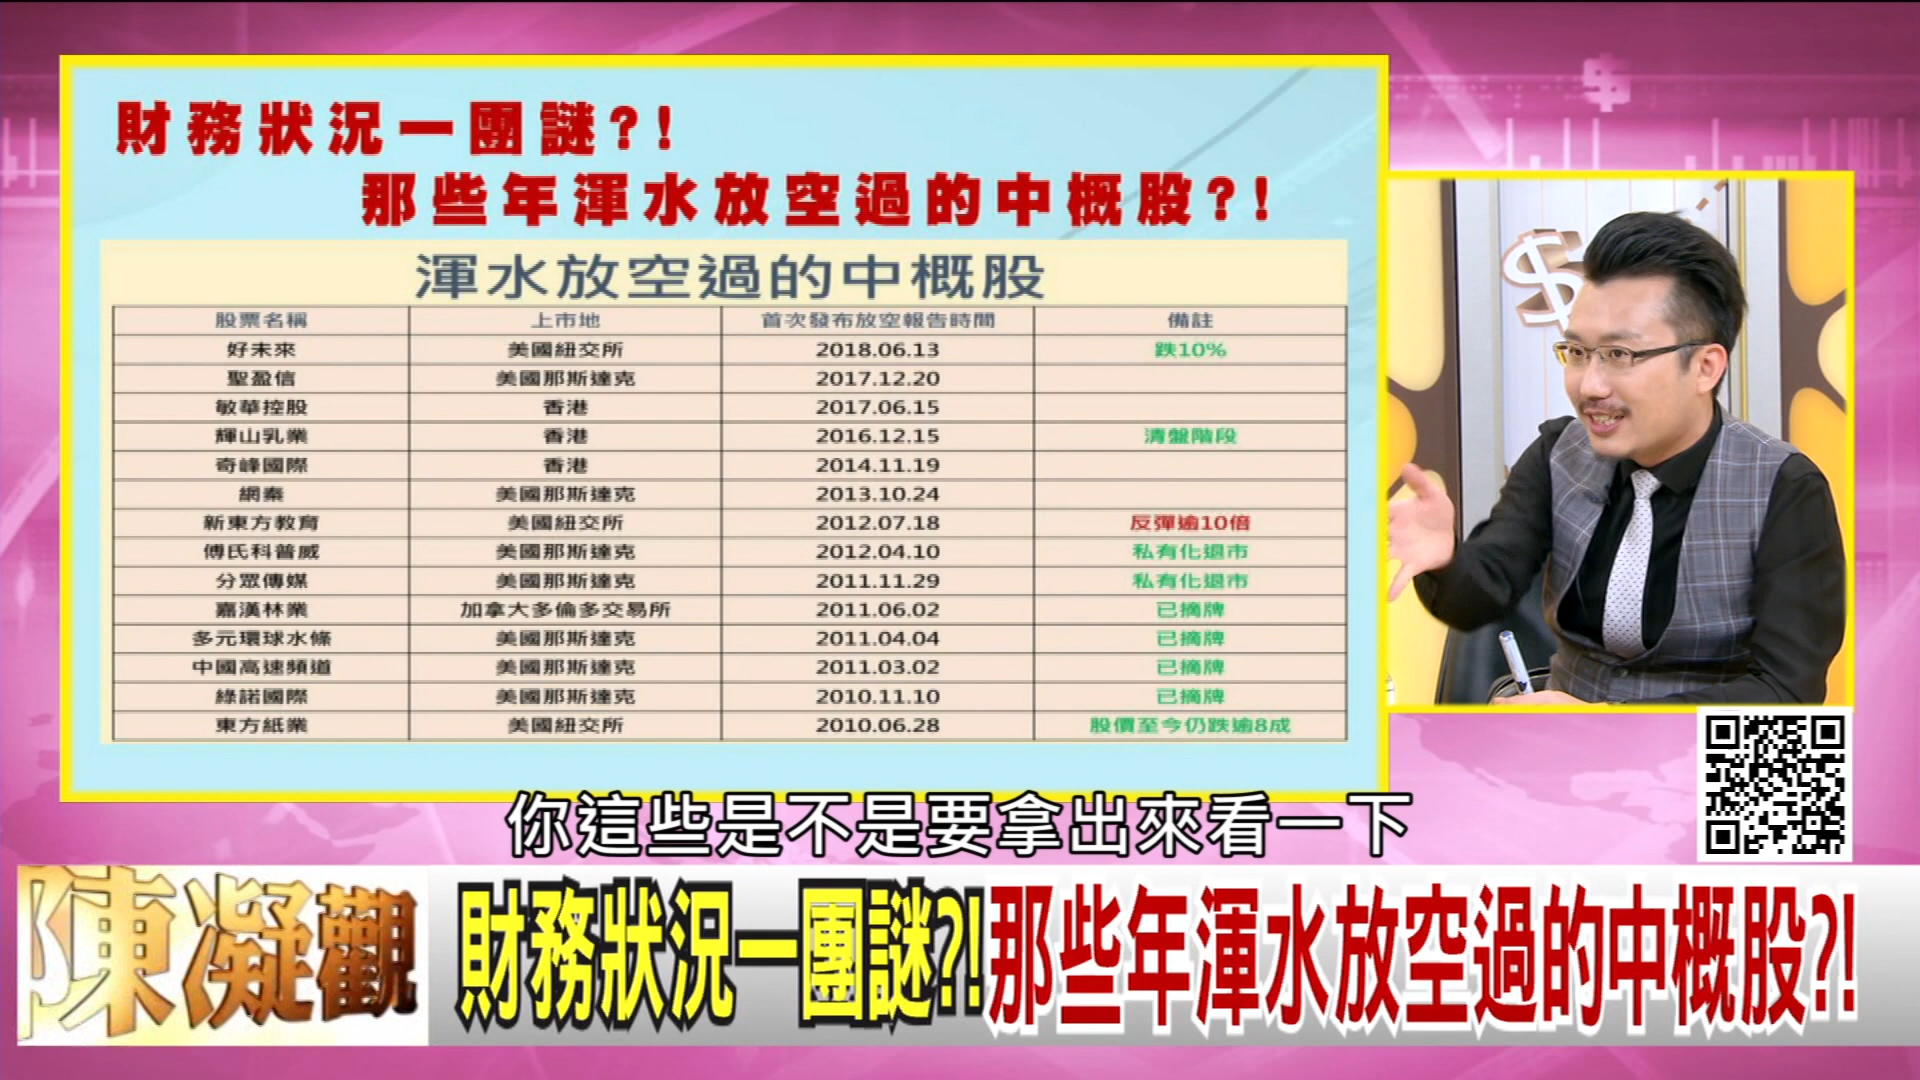 財務狀況一團謎?!
那些年渾水放空過的中概股?!
渾水放空過的中概股
股票名稱 上市地 首次發布放空報告時間 備註
好未來 美國紐交所 2018.06.13 跌10%
聖盈信 美國那斯達克 2017.12.20
敏華控股 香港 2017.06.15
輝山乳業 香港 2016.12.15 清盤階段
奇峰國際 香港 2014.11.19
網秦 美國那斯達克 2013.10.24
新東方教育 美國紐交所 2012.07.18 反彈逾10倍
傅氏科普威 美國那斯達克 2012.04.10 私有化退市
分眾傳媒 美國那斯達克 2011.11.29 私有化退市
嘉漢林業 加拿大多倫多交易所 2011.06.02 已摘牌
多元環球水條 美國那斯達克 2011.04.04 已摘牌
中國高速頻道 美國那斯達克 2011.03.02 已摘牌
綠諾國際 美國那斯達克 2010.11.10 已摘牌
東方紙業 美國紐交所 2010.06.28 股價至今仍跌逾8成
你這些是不是要拿出來看一下
陳凝觀
財務狀況一團謎?!那些年渾水放空過的中概股?!